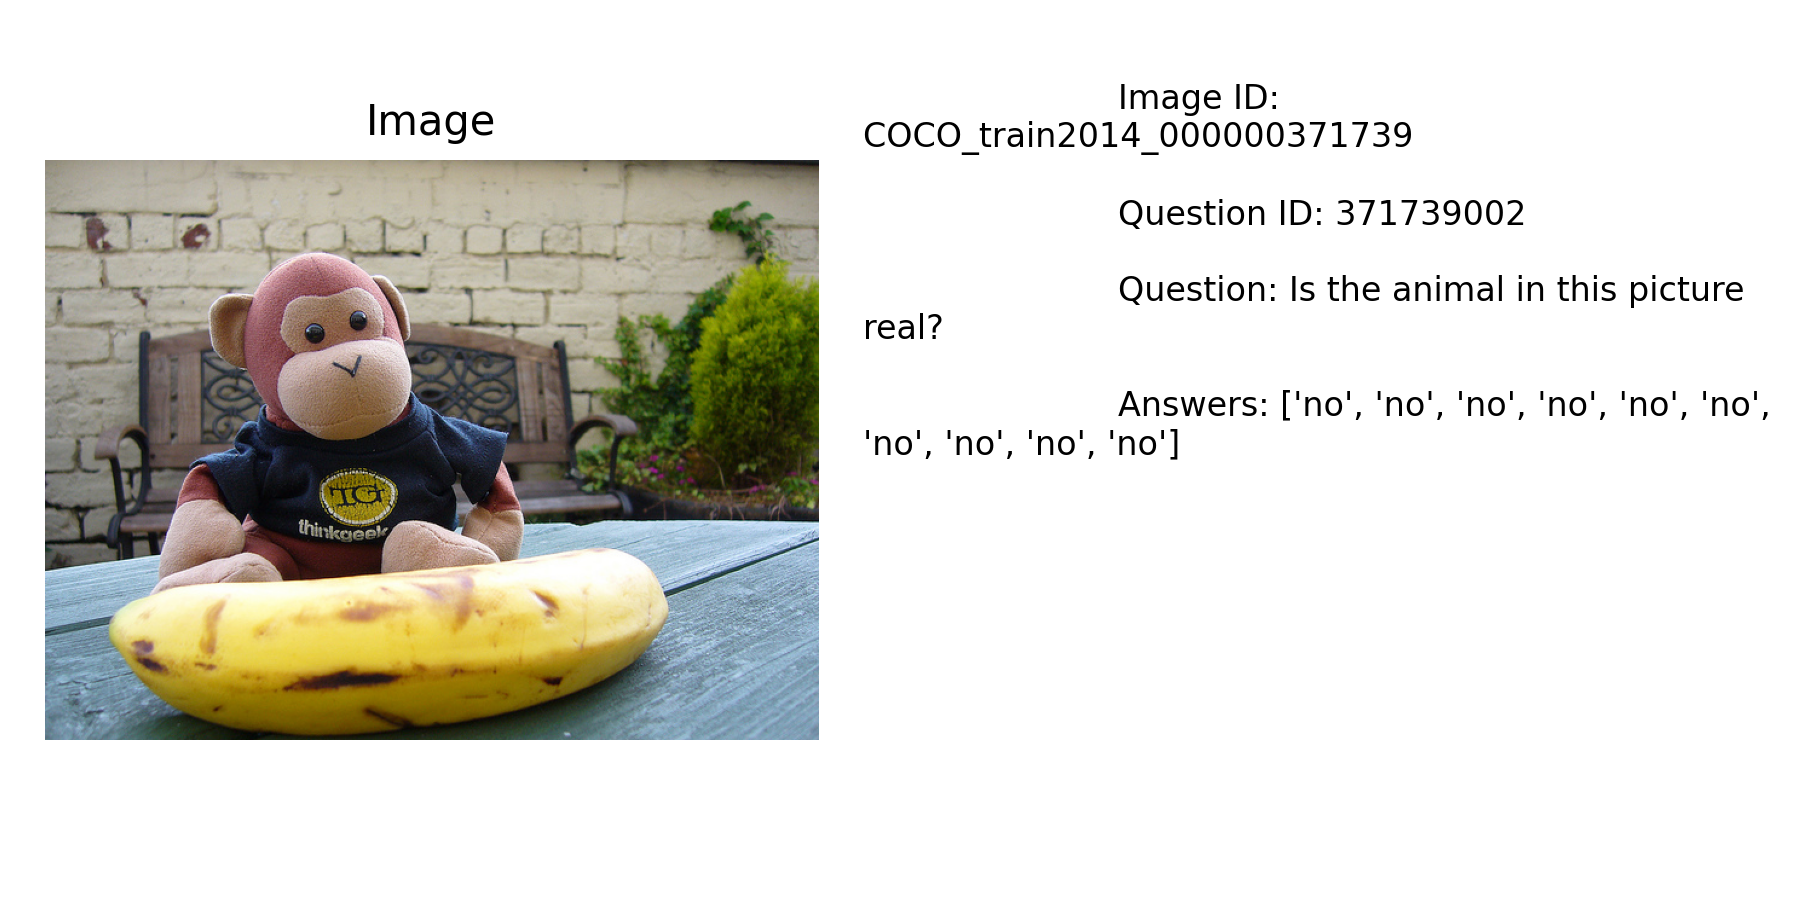 Image
TG
thinkgeek
Image ID:
COCO_train2014_000000371739
Question ID: 371739002
Question: Is the animal in this picture
real?
Answers: ['no', 'no', 'no', 'no', 'no', 'no',
'no', 'no', 'no', 'no']